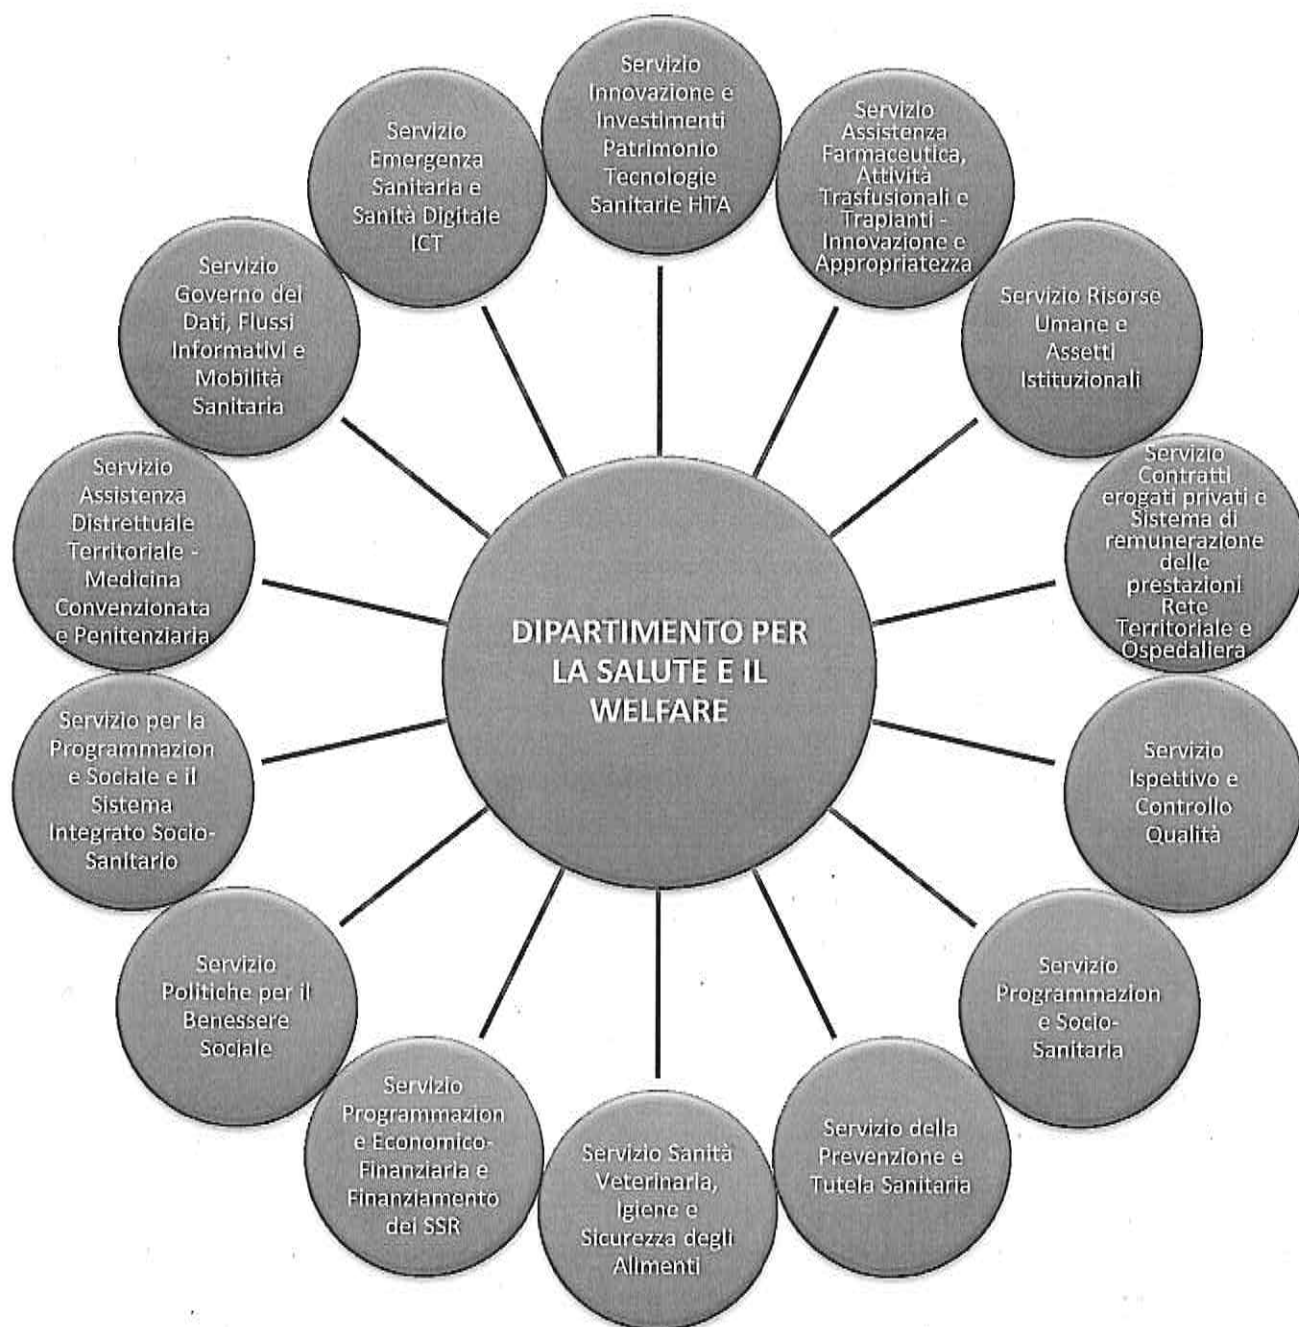 Servizio
Innovazione e
Investimenti
Patrimonio
Tecnologie
Sanitarie HTA
Servizio
Assistenza
Farmaceutica,
Attività
Trasfusionali e
Trapianti -
Innovazione e
Appropriatezza
Servizio Risorse
Umane e
Assetti
Istituzionali
Servizio
Contratti
erogati privati e
Sistema di
remunerazione
delle
prestazioni
Rete
Territoriale e
Ospedaliera
Servizio
Ispettivo e
Controllo
Qualità
Servizio
Programmazion
e Socio-
Sanitaria
Servizio della
Prevenzione e
Tutela Sanitaria
Servizio Sanità
Veterinaria,
Igiene e
Sicurezza degli
Alimenti
Servizio
Programmazion
e Economico-
Finanziaria e
Finanziamento
del SSR
Servizio
Politiche per il
Benessere
Sociale
Servizio per la
Programmazion
e Sociale e il
Sistema
Integrato Socio-
Sanitario
Servizio
Assistenza
Distrettuale
Territoriale -
Medicina
Convenzionata
e Penitenziaria
Servizio
Governo dei
Dati, Flussi
Informativi e
Mobilità
Sanitaria
Servizio
Emergenza
Sanitaria e
Sanità Digitale
ICT
DIPARTIMENTO PER
LA SALUTE E IL
WELFARE